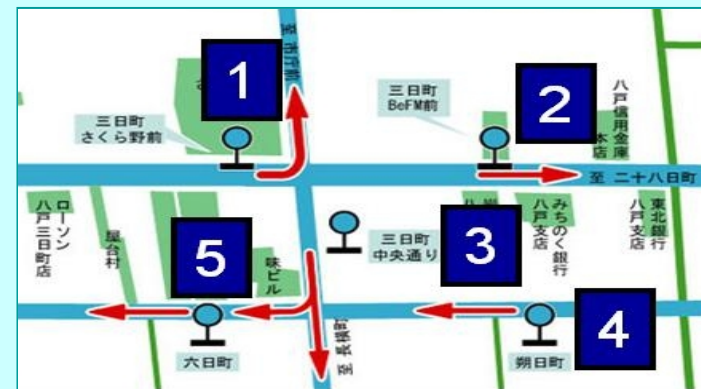 至 市庁前
1
三日町
さくら野前
三日町
BeFM前
2
八戸信用金庫
本店
至 二十八日町
ローソン
八戸三日町店
屋台村
5
味ビル
三日町
中央通り
3
みちのく銀行
八戸支店
東北銀行
八戸支店
六日町
至 長横町
朔日町
4